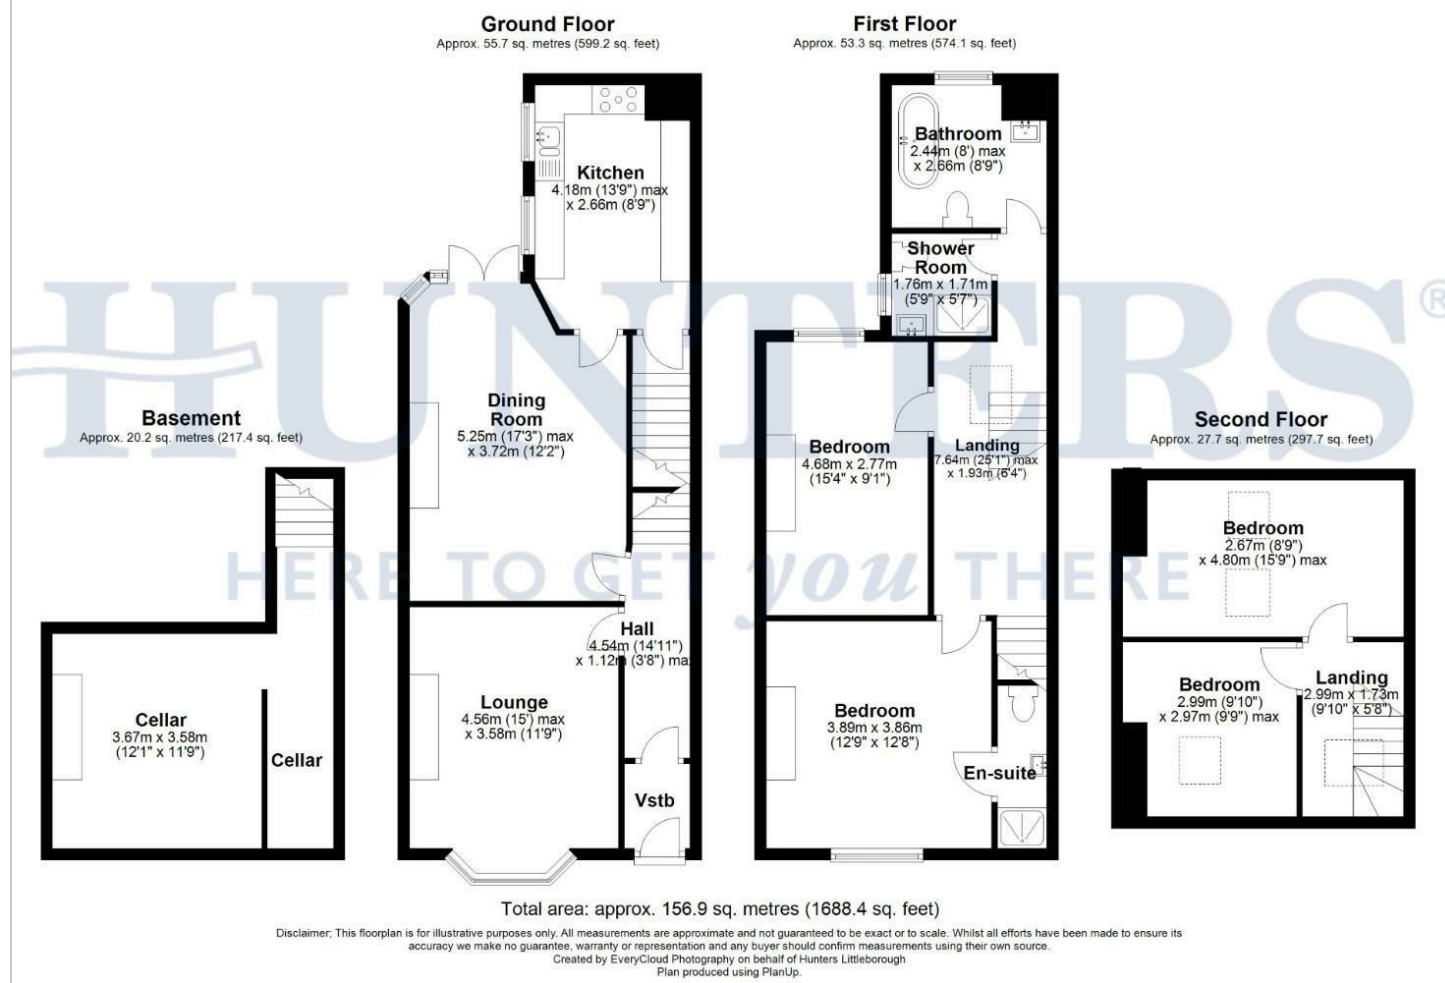 Ground Floor
Approx. 55.7 sq. metres (599.2 sq. feet)
Kitchen
4.18m (13'9") max
x 2.66m (8'9")
Dining
Room
5.25m (17'3") max
x 3.72m (12'2")
Hall
4.54m (14'11")
x 1.12m (3'8") max
Lounge
4.56m (15') max
x 3.58m (11'9")
Vstb
First Floor
Approx. 53.3 sq. metres (574.1 sq. feet)
Bathroom
2.44m (8') max
x 2.66m (8'9")
Shower
Room
1.76m x 1.71m
(5'9" x 5'7")
Bedroom
4.68m x 2.77m
(15'4" x 9'1")
Landing
7.64m (25'1") max
x 1.93m (6'4")
Bedroom
3.89m x 3.86m
(12'9" x 12'8")
En-suite
Basement
Approx. 20.2 sq. metres (217.4 sq. feet)
Cellar
3.67m x 3.58m
(12'1" x 11'9")
Cellar
Second Floor
Approx. 27.7 sq. metres (297.7 sq. feet)
Bedroom
2.67m (8'9")
x 4.80m (15'9") max
Bedroom
2.99m (9'10")
x 2.97m (9'9") max
Landing
2.99m x 1.73m
(9'10" x 5'8")
HUNTERS®
HERE TO GET you THERE
Total area: approx. 156.9 sq. metres (1688.4 sq. feet)
Disclaimer; This floorplan is for illustrative purposes only. All measurements are approximate and not guaranteed to be exact or to scale. Whilst all efforts have been made to ensure its
accuracy we make no guarantee, warranty or representation and any buyer should confirm measurements using their own source.
Created by EveryCloud Photography on behalf of Hunters Littleborough
Plan produced using PlanUp.